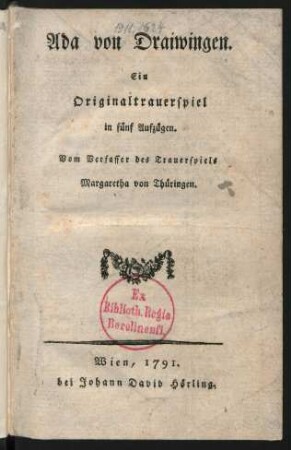 Ada von Draiwingen.
Ein
Originaltrauerspiel
in fünf Aufzügen.
Vom Verfasser des Trauerspiels
Margaretha von Thüringen.
Ex
Biblioth. Regia
Berolinensi.
Wien, 1791.
bei Johann David Hörling.